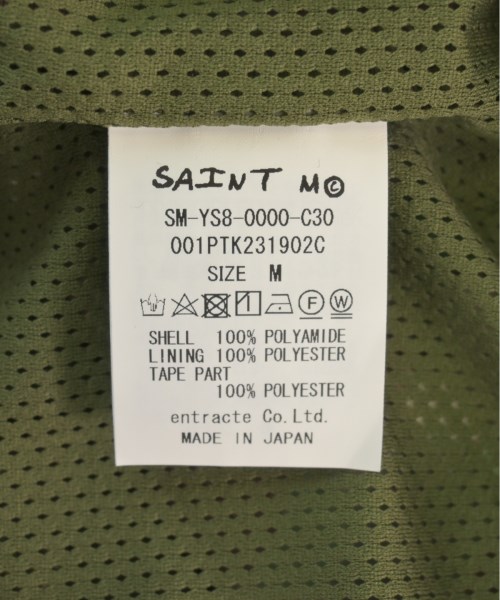 SAINT M©
SM-YS8-0000-C30
001PTK231902C
SIZE M
F W
SHELL 100% POLYAMIDE
LINING 100% POLYESTER
TAPE PART
100% POLYESTER
entracte Co.Ltd.
MADE IN JAPAN